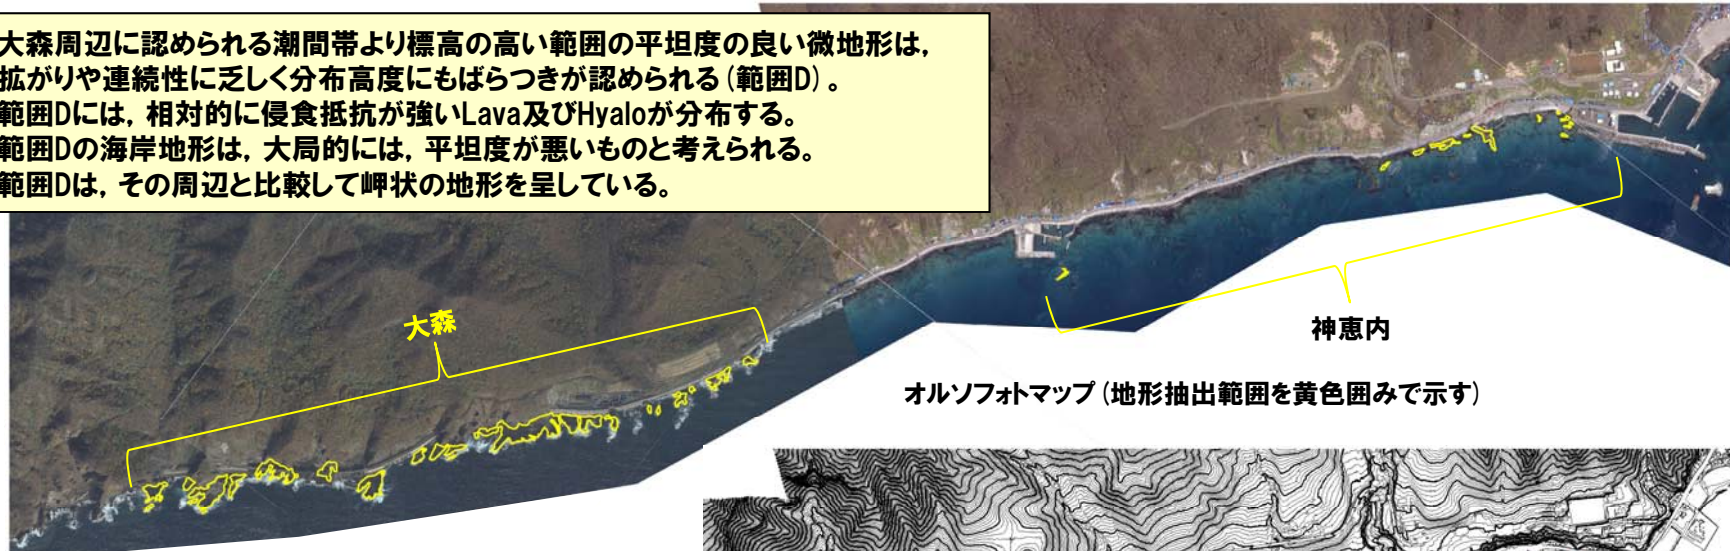 大森周辺に認められる潮間帯より標高の高い範囲の平坦度の良い微地形は，
拡がりや連続性に乏しく分布高度にもばらつきが認められる（範囲D）。
範囲Dには，相対的に侵食抵抗が強いLava及びHyaloが分布する。
範囲Dの海岸地形は，大局的には，平坦度が悪いものと考えられる。
範囲Dは，その周辺と比較して岬状の地形を呈している。
大森
神恵内
オルソフォトマップ（地形抽出範囲を黄色囲みで示す）